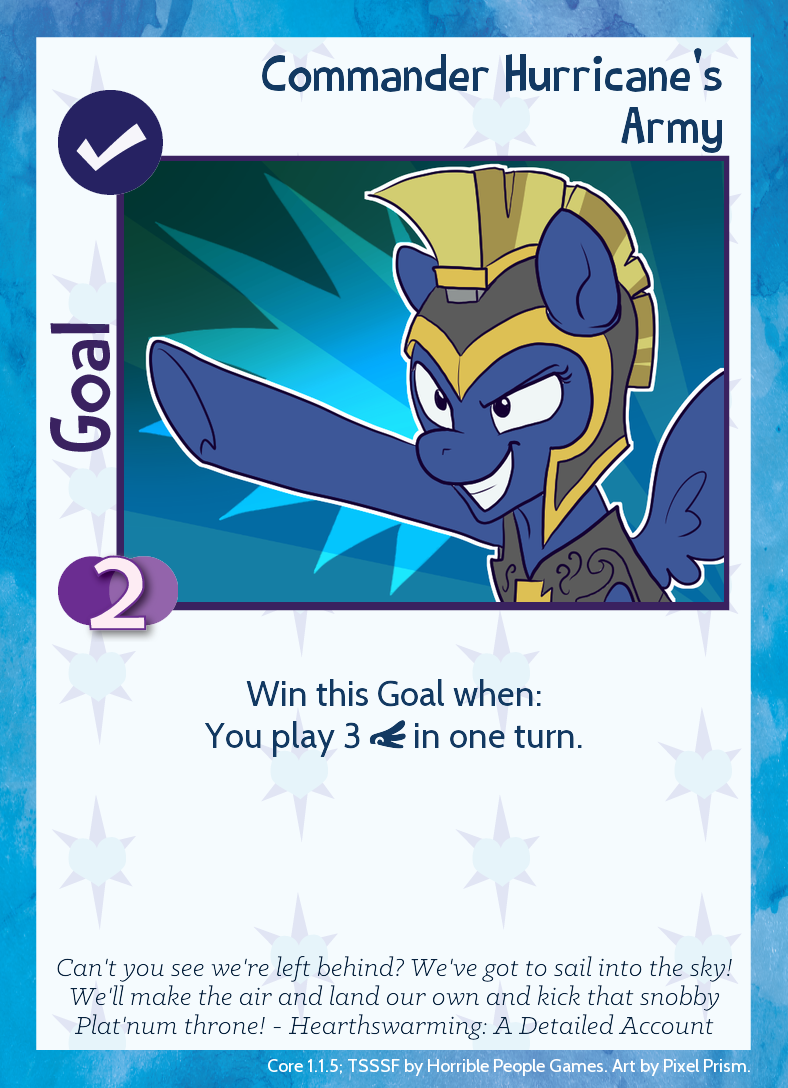 Commander Hurricane's
Army
Goal
2
Win this Goal when:
You play 3 in one turn.
Can't you see we're left behind? We've got to sail into the sky!
We'll make the air and land our own and kick that snobby
Plat'num throne! - Hearthswarming: A Detailed Account
Core 1.1.5; TSSSF by Horrible People Games. Art by Pixel Prism.